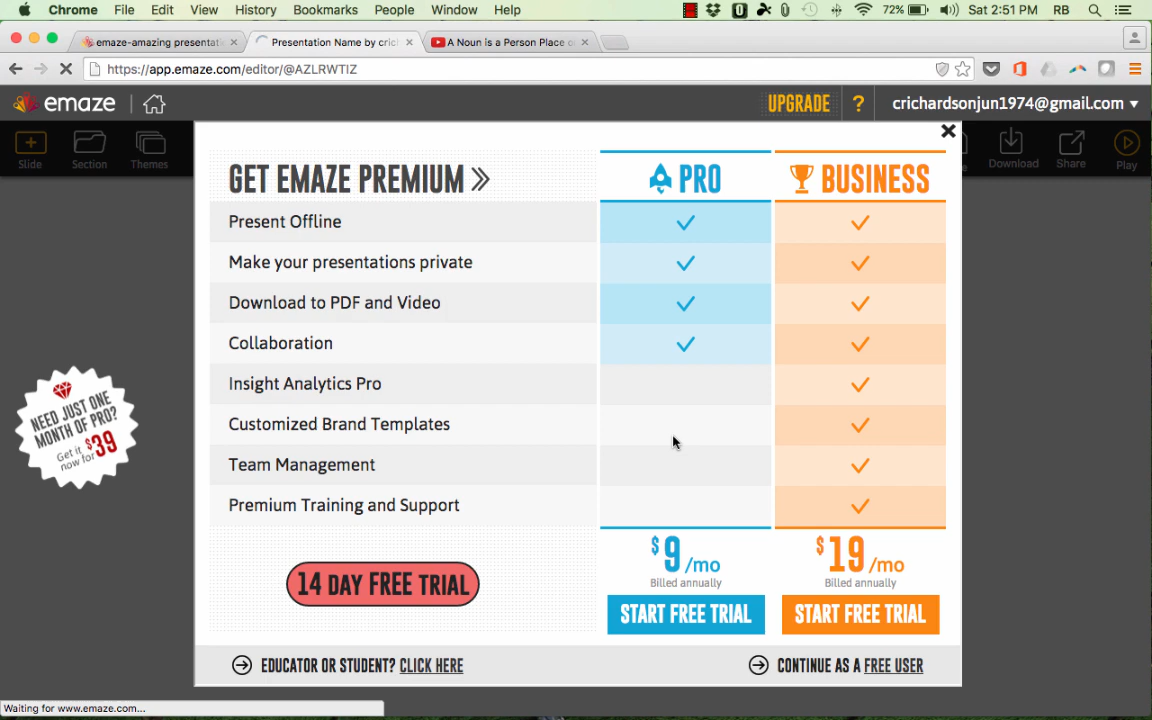 Chrome File Edit View History Bookmarks People Window Help 72% Sat 2:51 PM RB
emaze-amazing presentati
Presentation Name by cric
A Noun is a Person Place o
https://app.emaze.com/editor/@AZLRWTIZ
emaze
UPGRADE ? crichardsonjun1974@gmail.com
Slide Section Themes Download Share Play
GET EMAZE PREMIUM PRO BUSINESS
Present Offline
Make your presentations private
Download to PDF and Video
Collaboration
Insight Analytics Pro
Customized Brand Templates
Team Management
Premium Training and Support
NEED JUST ONE
MONTH OF PRO?
Get it
now for $39
14 DAY FREE TRIAL
$9/mo
Billed annually
START FREE TRIAL
$19/mo
Billed annually
START FREE TRIAL
EDUCATOR OR STUDENT? CLICK HERE
CONTINUE AS A FREE USER
Waiting for www.emaze.com...